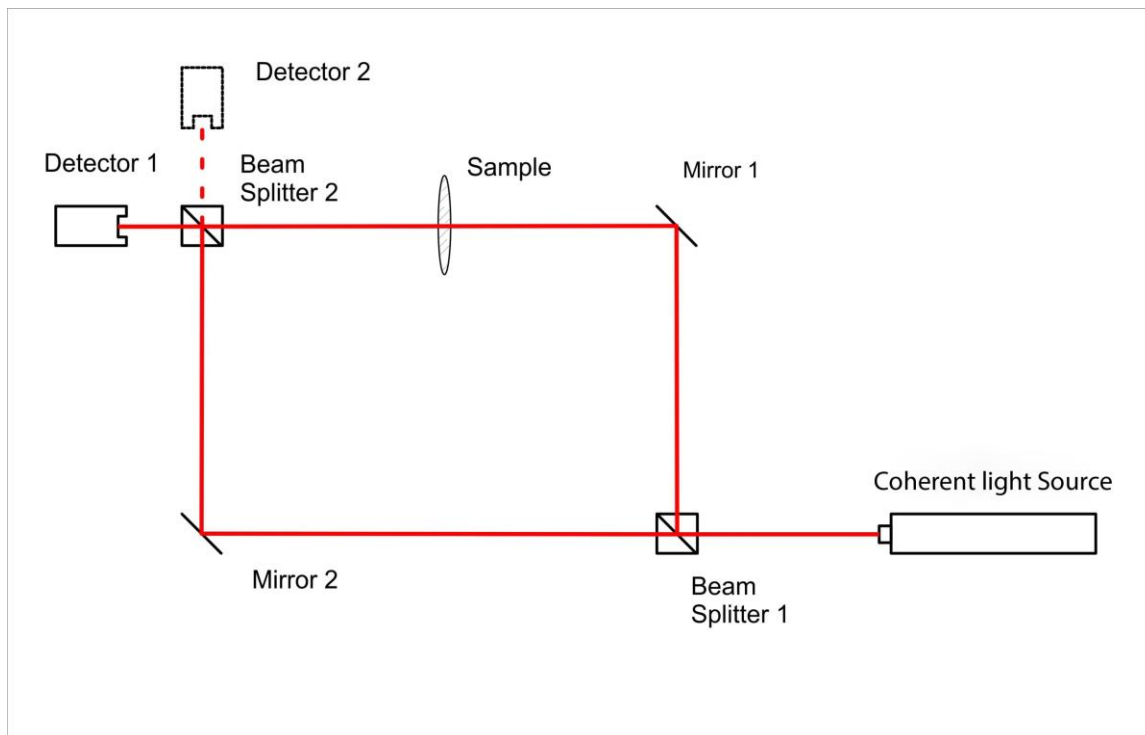 Detector 2
Detector 1
Beam
Splitter 2
Sample
Mirror 1
Coherent light Source
Mirror 2
Beam
Splitter 1